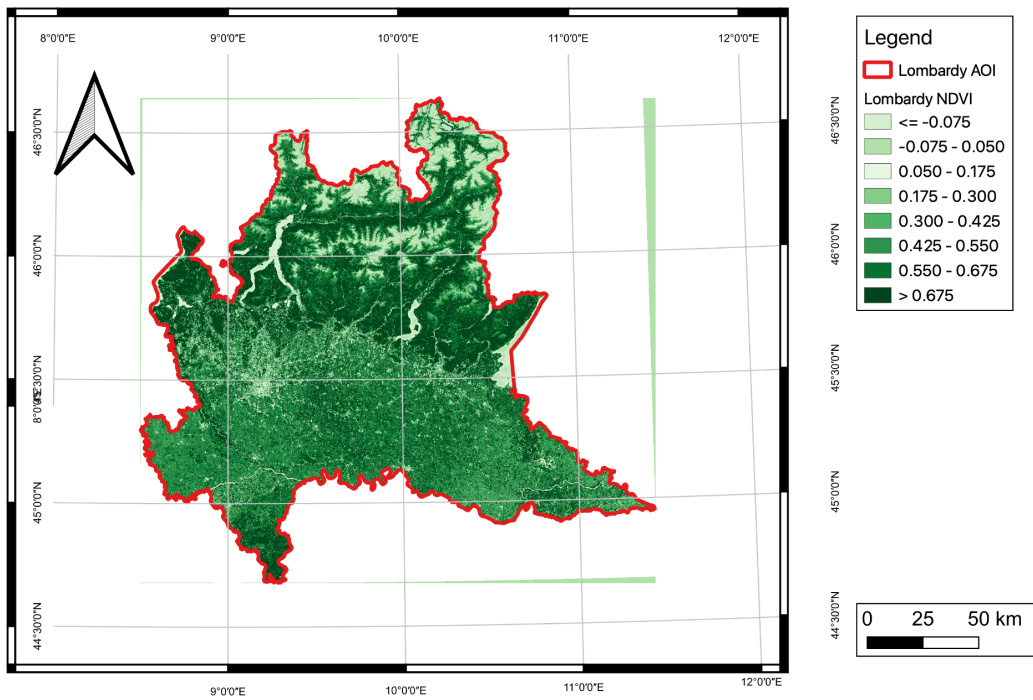 8°0'0"E 9°0'0"E 10°0'0"E 11°0'0"E 12°0'0"E
46°30'0"N
46°30'0"N
46°0'0"N
46°0'0"N
45°30'0"N
8°0'0"E
45°30'0"N
45°0'0"N
45°0'0"N
44°30'0"N
44°30'0"N
9°0'0"E 10°0'0"E 11°0'0"E 12°0'0"E
Legend
Lombardy AOI
Lombardy NDVI
<= -0.075
-0.075 - 0.050
0.050 - 0.175
0.175 - 0.300
0.300 - 0.425
0.425 - 0.550
0.550 - 0.675
> 0.675
0 25 50 km